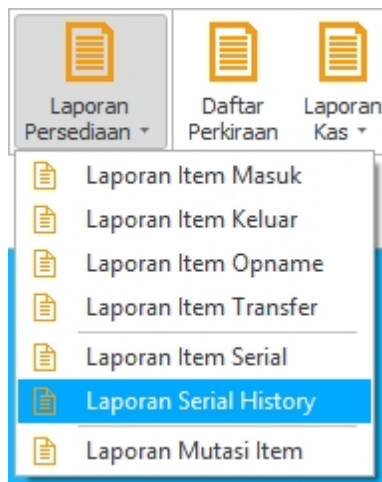 Laporan
Persediaan
Daftar
Perkiraan
Laporan
Kas
Laporan Item Masuk
Laporan Item Keluar
Laporan Item Opname
Laporan Item Transfer
Laporan Item Serial
Laporan Serial History
Laporan Mutasi Item